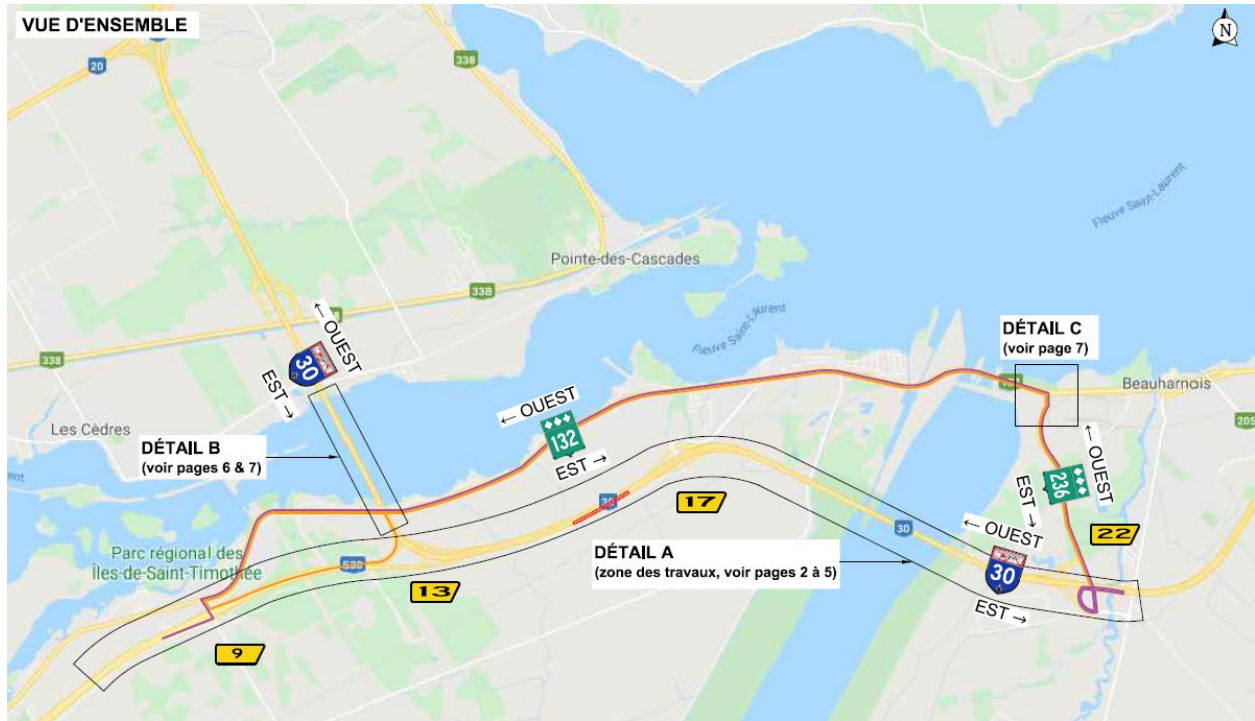 VUE D'ENSEMBLE
N
20
338
Fleuve Saint-Laurent
Pointe-des-Cascades
338
338
338
← OUEST
30
EST →
Fleuve Saint-Laurent
DÉTAIL C
(voir page 7)
Beauharnois
205
Les Cèdres
← OUEST
132
EST →
DÉTAIL B
(voir pages 6 & 7)
← OUEST
236
EST →
17
30
30
22
Parc régional des
Îles-de-Saint-Timothée
530
DÉTAIL A
(zone des travaux, voir pages 2 à 5)
← OUEST
30
EST →
13
9